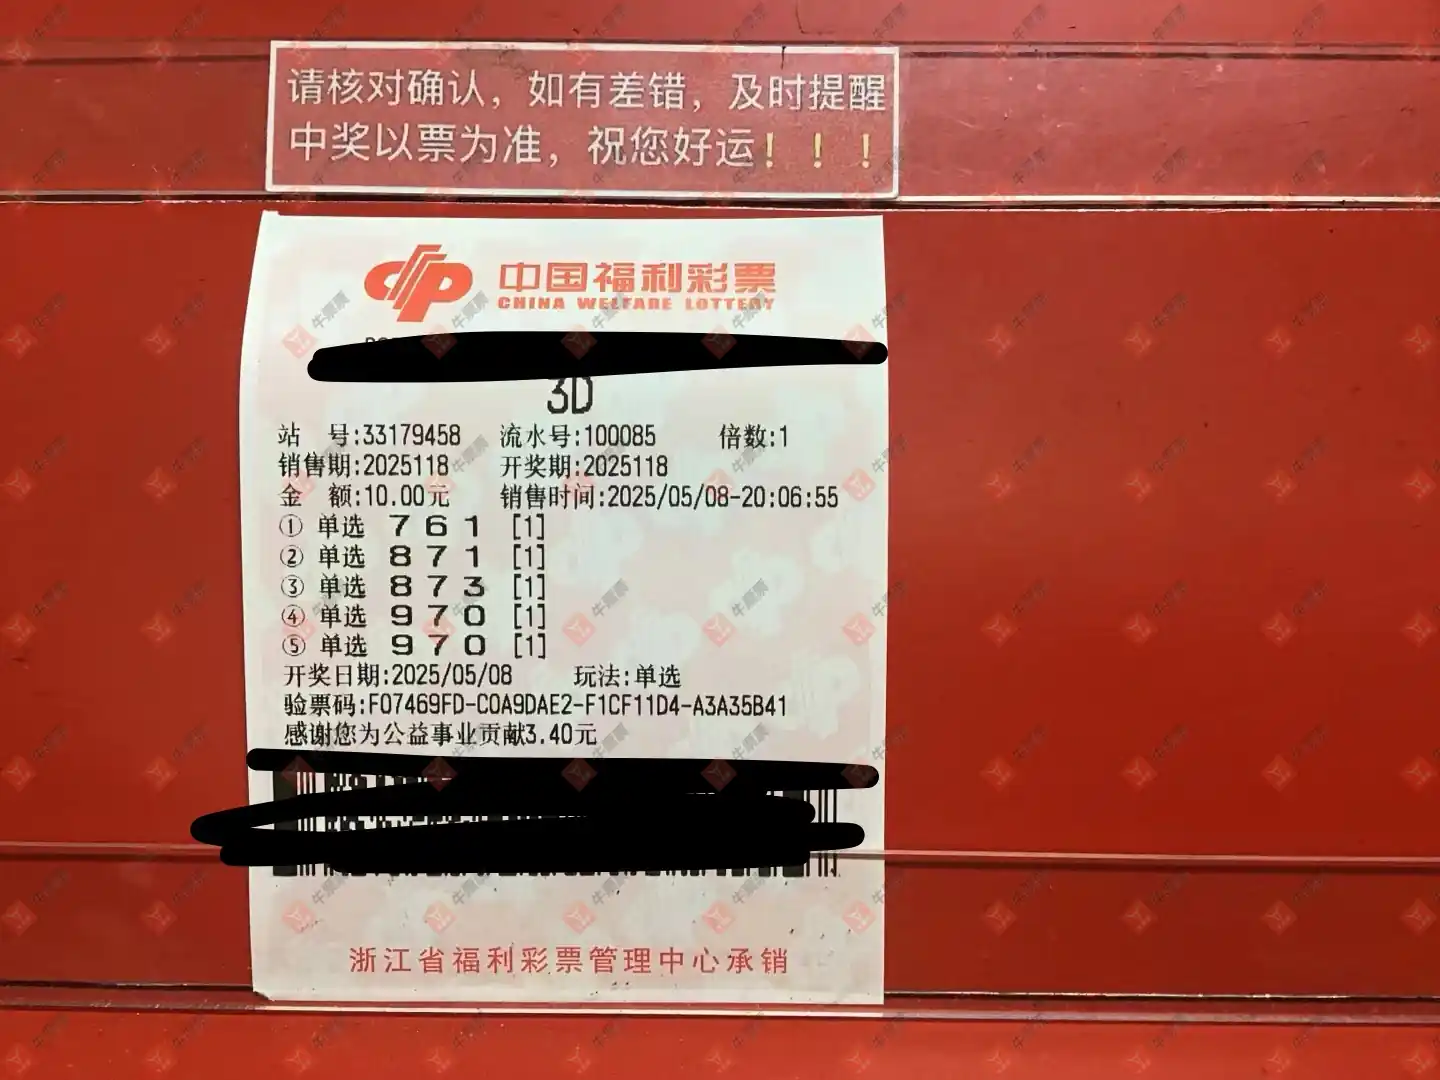 请核对确认，如有差错，及时提醒
中奖以票为准，祝您好运！！！
中国福利彩票
CHINA WELFARE LOTTERY
3D
站 号:33179458 流水号:100085 倍数:1
销售期:2025118 开奖期:2025118
金 额:10.00元 销售时间:2025/05/08-20:06:55
① 单选 7 6 1 [1]
② 单选 8 7 1 [1]
③ 单选 8 7 3 [1]
④ 单选 9 7 0 [1]
⑤ 单选 9 7 0 [1]
开奖日期:2025/05/08 玩法:单选
验票码:F07469FD-C0A9DAE2-F1CF11D4-A3A35B41
感谢您为公益事业贡献3.40元
浙江省福利彩票管理中心承销
牛票票